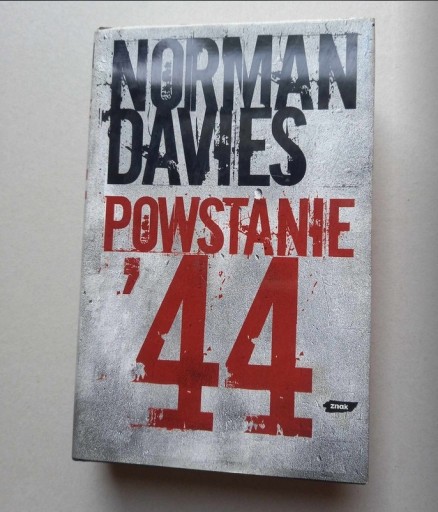 NORMAN
DAVIES
POWSTANIE
'44
znak